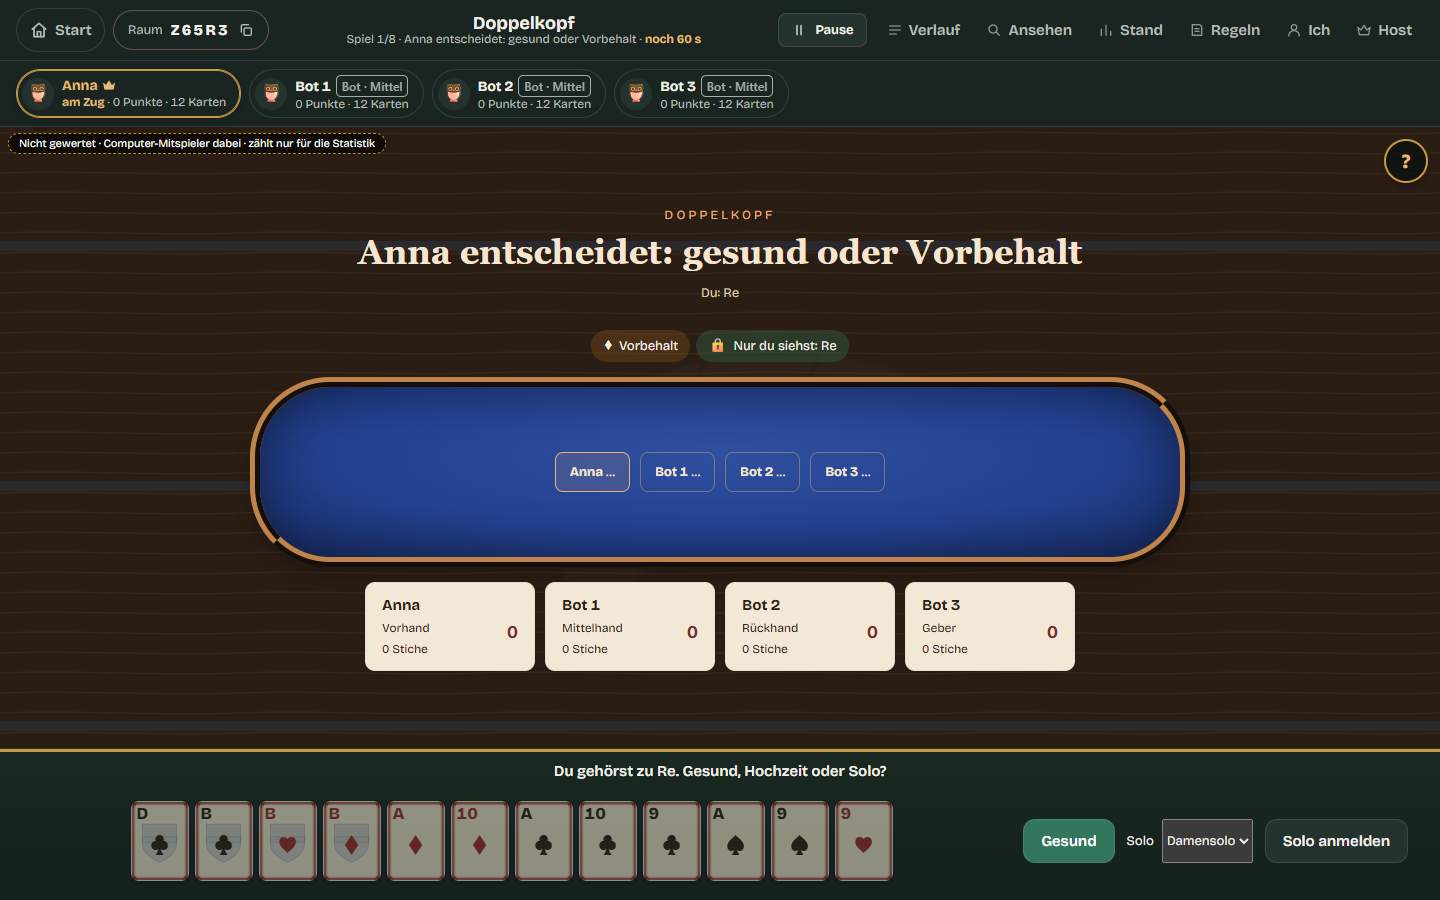 Start
Raum Z65R3
Doppelkopf
Spiel 1/8 · Anna entscheidet: gesund oder Vorbehalt · noch 60 s
Pause
Verlauf
Ansehen
Stand
Regeln
Ich
Host
Anna
am Zug · 0 Punkte · 12 Karten
Bot 1 Bot · Mittel
0 Punkte · 12 Karten
Bot 2 Bot · Mittel
0 Punkte · 12 Karten
Bot 3 Bot · Mittel
0 Punkte · 12 Karten
Nicht gewertet · Computer-Mitspieler dabei · zählt nur für die Statistik
?
DOPPELKOPF
Anna entscheidet: gesund oder Vorbehalt
Du: Re
♦ Vorbehalt
Nur du siehst: Re
Anna ...
Bot 1 ...
Bot 2 ...
Bot 3 ...
Anna
Vorhand
0 Stiche
0
Bot 1
Mittelhand
0 Stiche
0
Bot 2
Rückhand
0 Stiche
0
Bot 3
Geber
0 Stiche
0
Du gehörst zu Re. Gesund, Hochzeit oder Solo?
D B B B A 10 A 10 9 A 9 9
Gesund
Solo
Damensolo
Solo anmelden